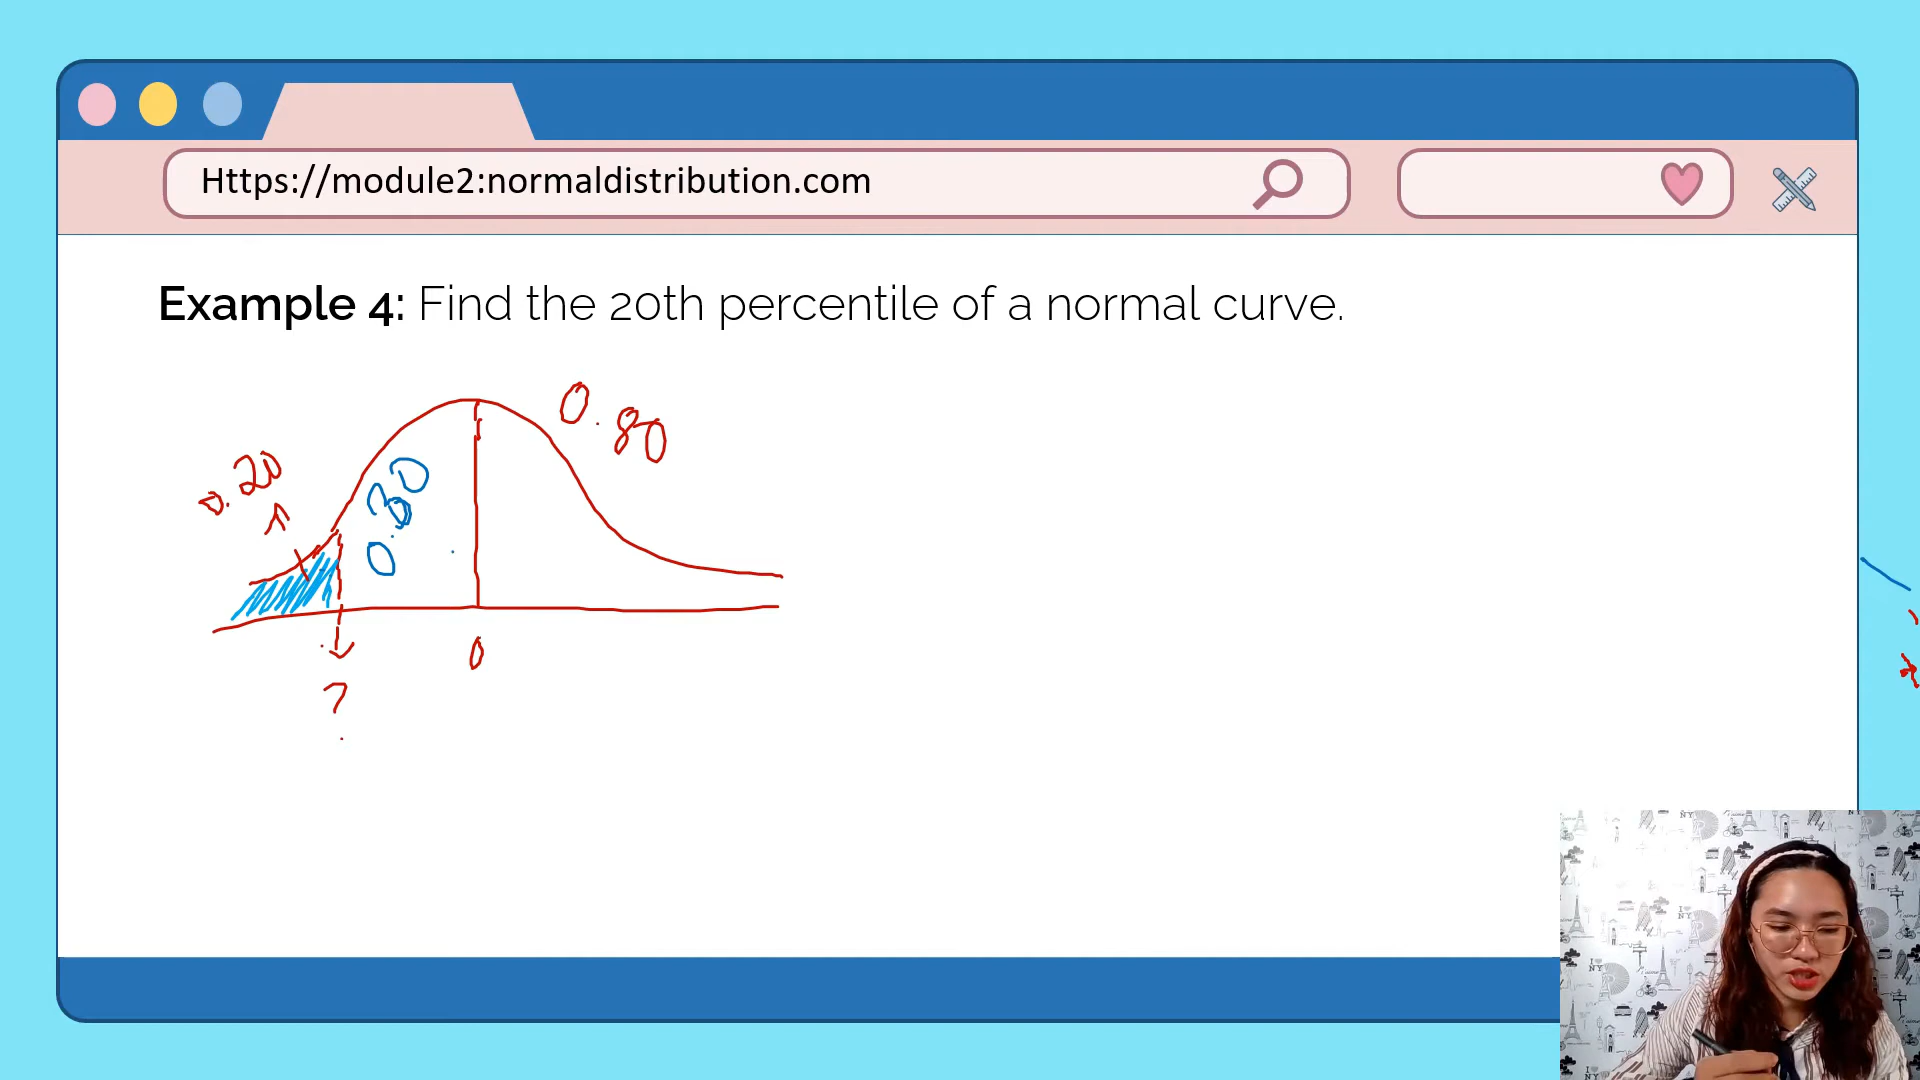 Https://module2:normaldistribution.com
Example 4: Find the 20th percentile of a normal curve.
0.80
0.20
0.30
0
?